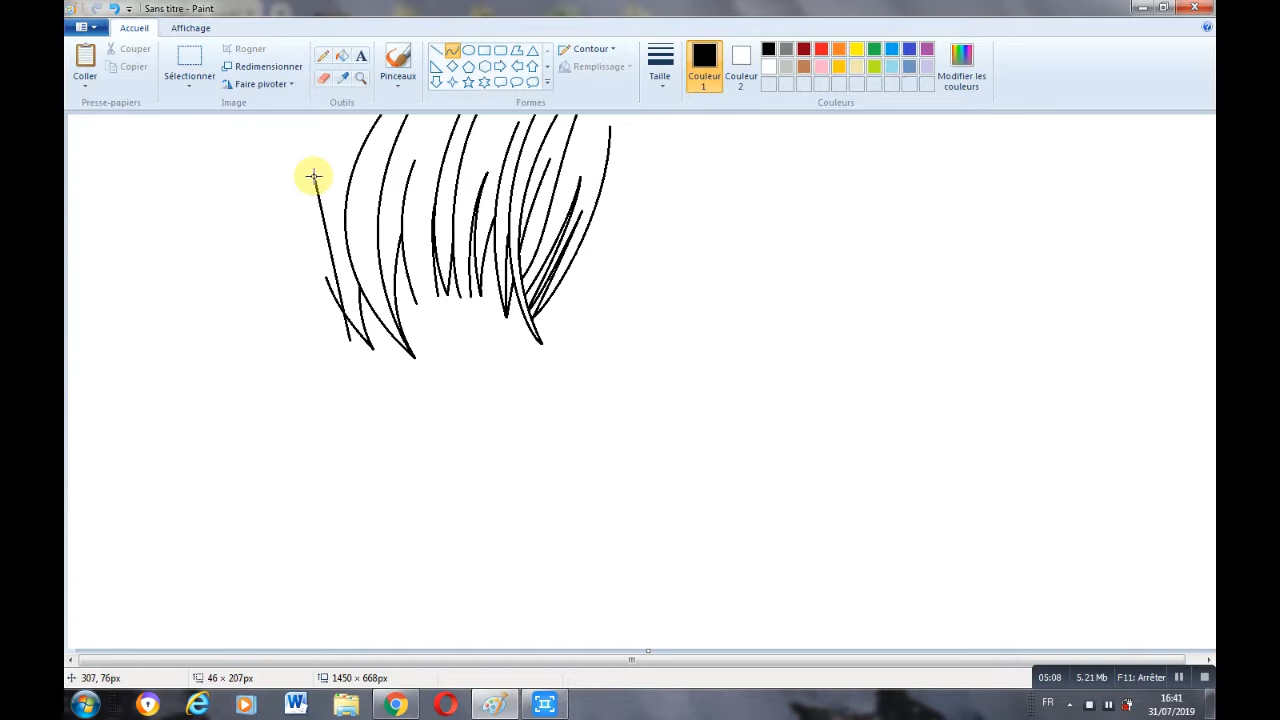 Sans titre - Paint
Accueil
Affichage
Coller
Couper
Copier
Presse-papiers
Sélectionner
Rogner
Redimensionner
Faire pivoter
Image
A
Outils
Pinceaux
Contour
Remplissage
Formes
Taille
Couleur
1
Couleur
2
Modifier les
couleurs
Couleurs
307, 76px
46 × 207px
1450 × 668px
05:08
5.21 Mb
F11: Arrêter
FR
16:41
31/07/2019